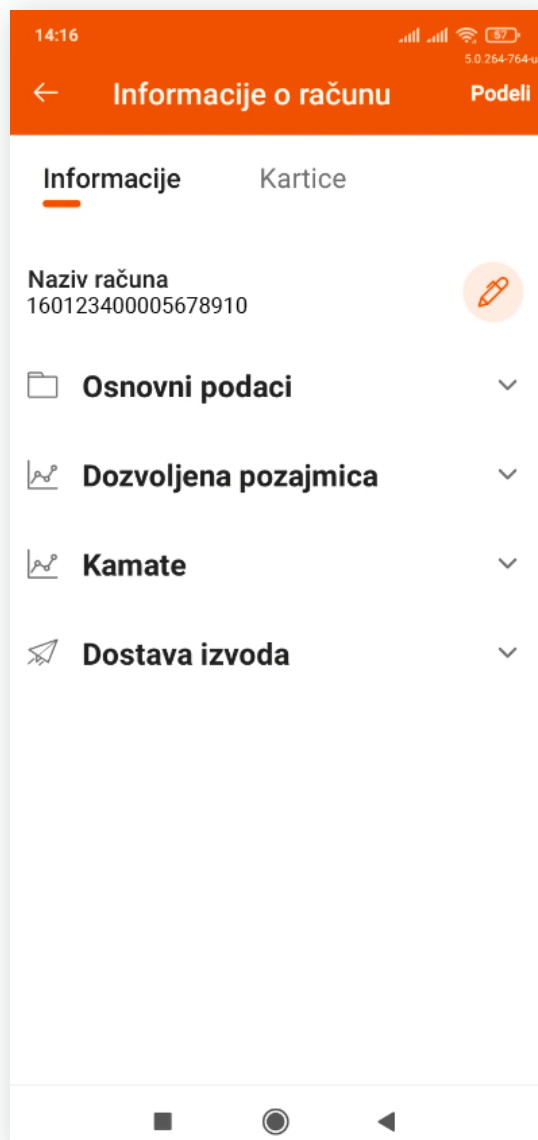 14:16
57
5.0.264-764-u
Informacije o računu
Podeli
Informacije
Kartice
Naziv računa
160123400005678910
Osnovni podaci
Dozvoljena pozajmica
Kamate
Dostava izvoda